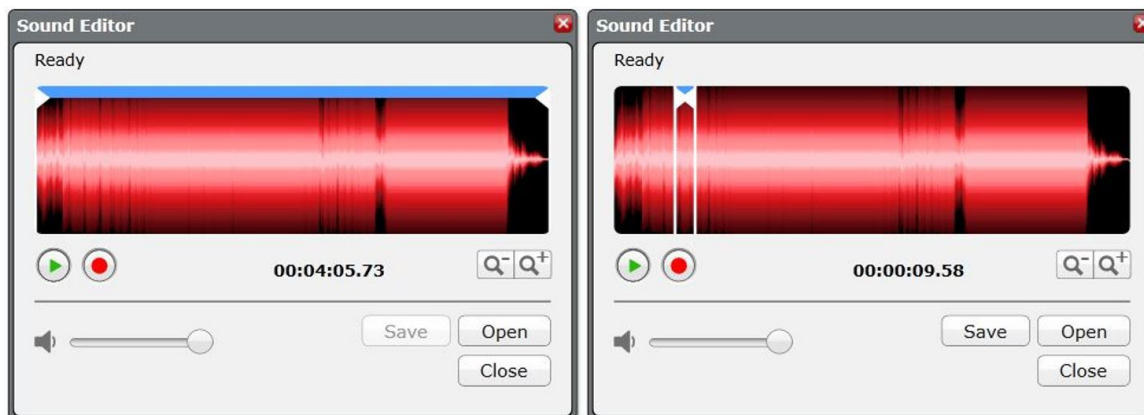 Sound Editor
Ready
00:04:05.73
Save
Open
Close
Sound Editor
Ready
00:00:09.58
Save
Open
Close